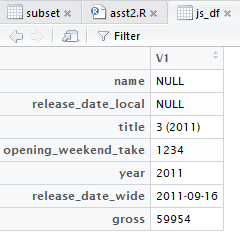 subset asst2.R js_df
Filter
V1
name NULL
release_date_local NULL
title 3 (2011)
opening_weekend_take 1234
year 2011
release_date_wide 2011-09-16
gross 59954